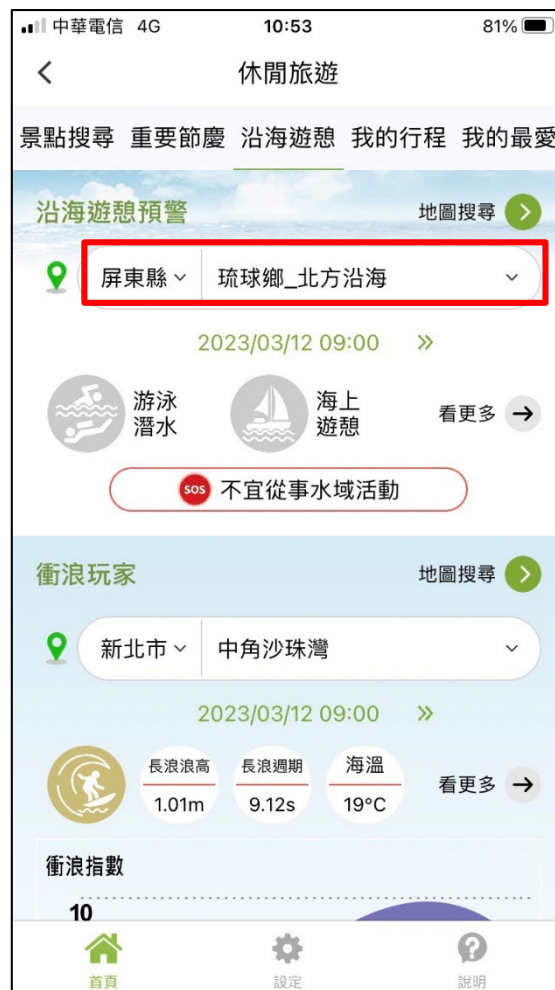 中華電信 4G 10:53 81%
休閒旅遊
景點搜尋 重要節慶 沿海遊憩 我的行程 我的最愛
沿海遊憩預警 地圖搜尋
屏東縣 琉球鄉_北方沿海
2023/03/12 09:00 »
游泳
潛水
海上
遊憩
看更多
SOS 不宜從事水域活動
衝浪玩家 地圖搜尋
新北市 中角沙珠灣
2023/03/12 09:00 »
長浪浪高 長浪週期 海溫
1.01m 9.12s 19°C
看更多
衝浪指數
10
首頁 設定 說明